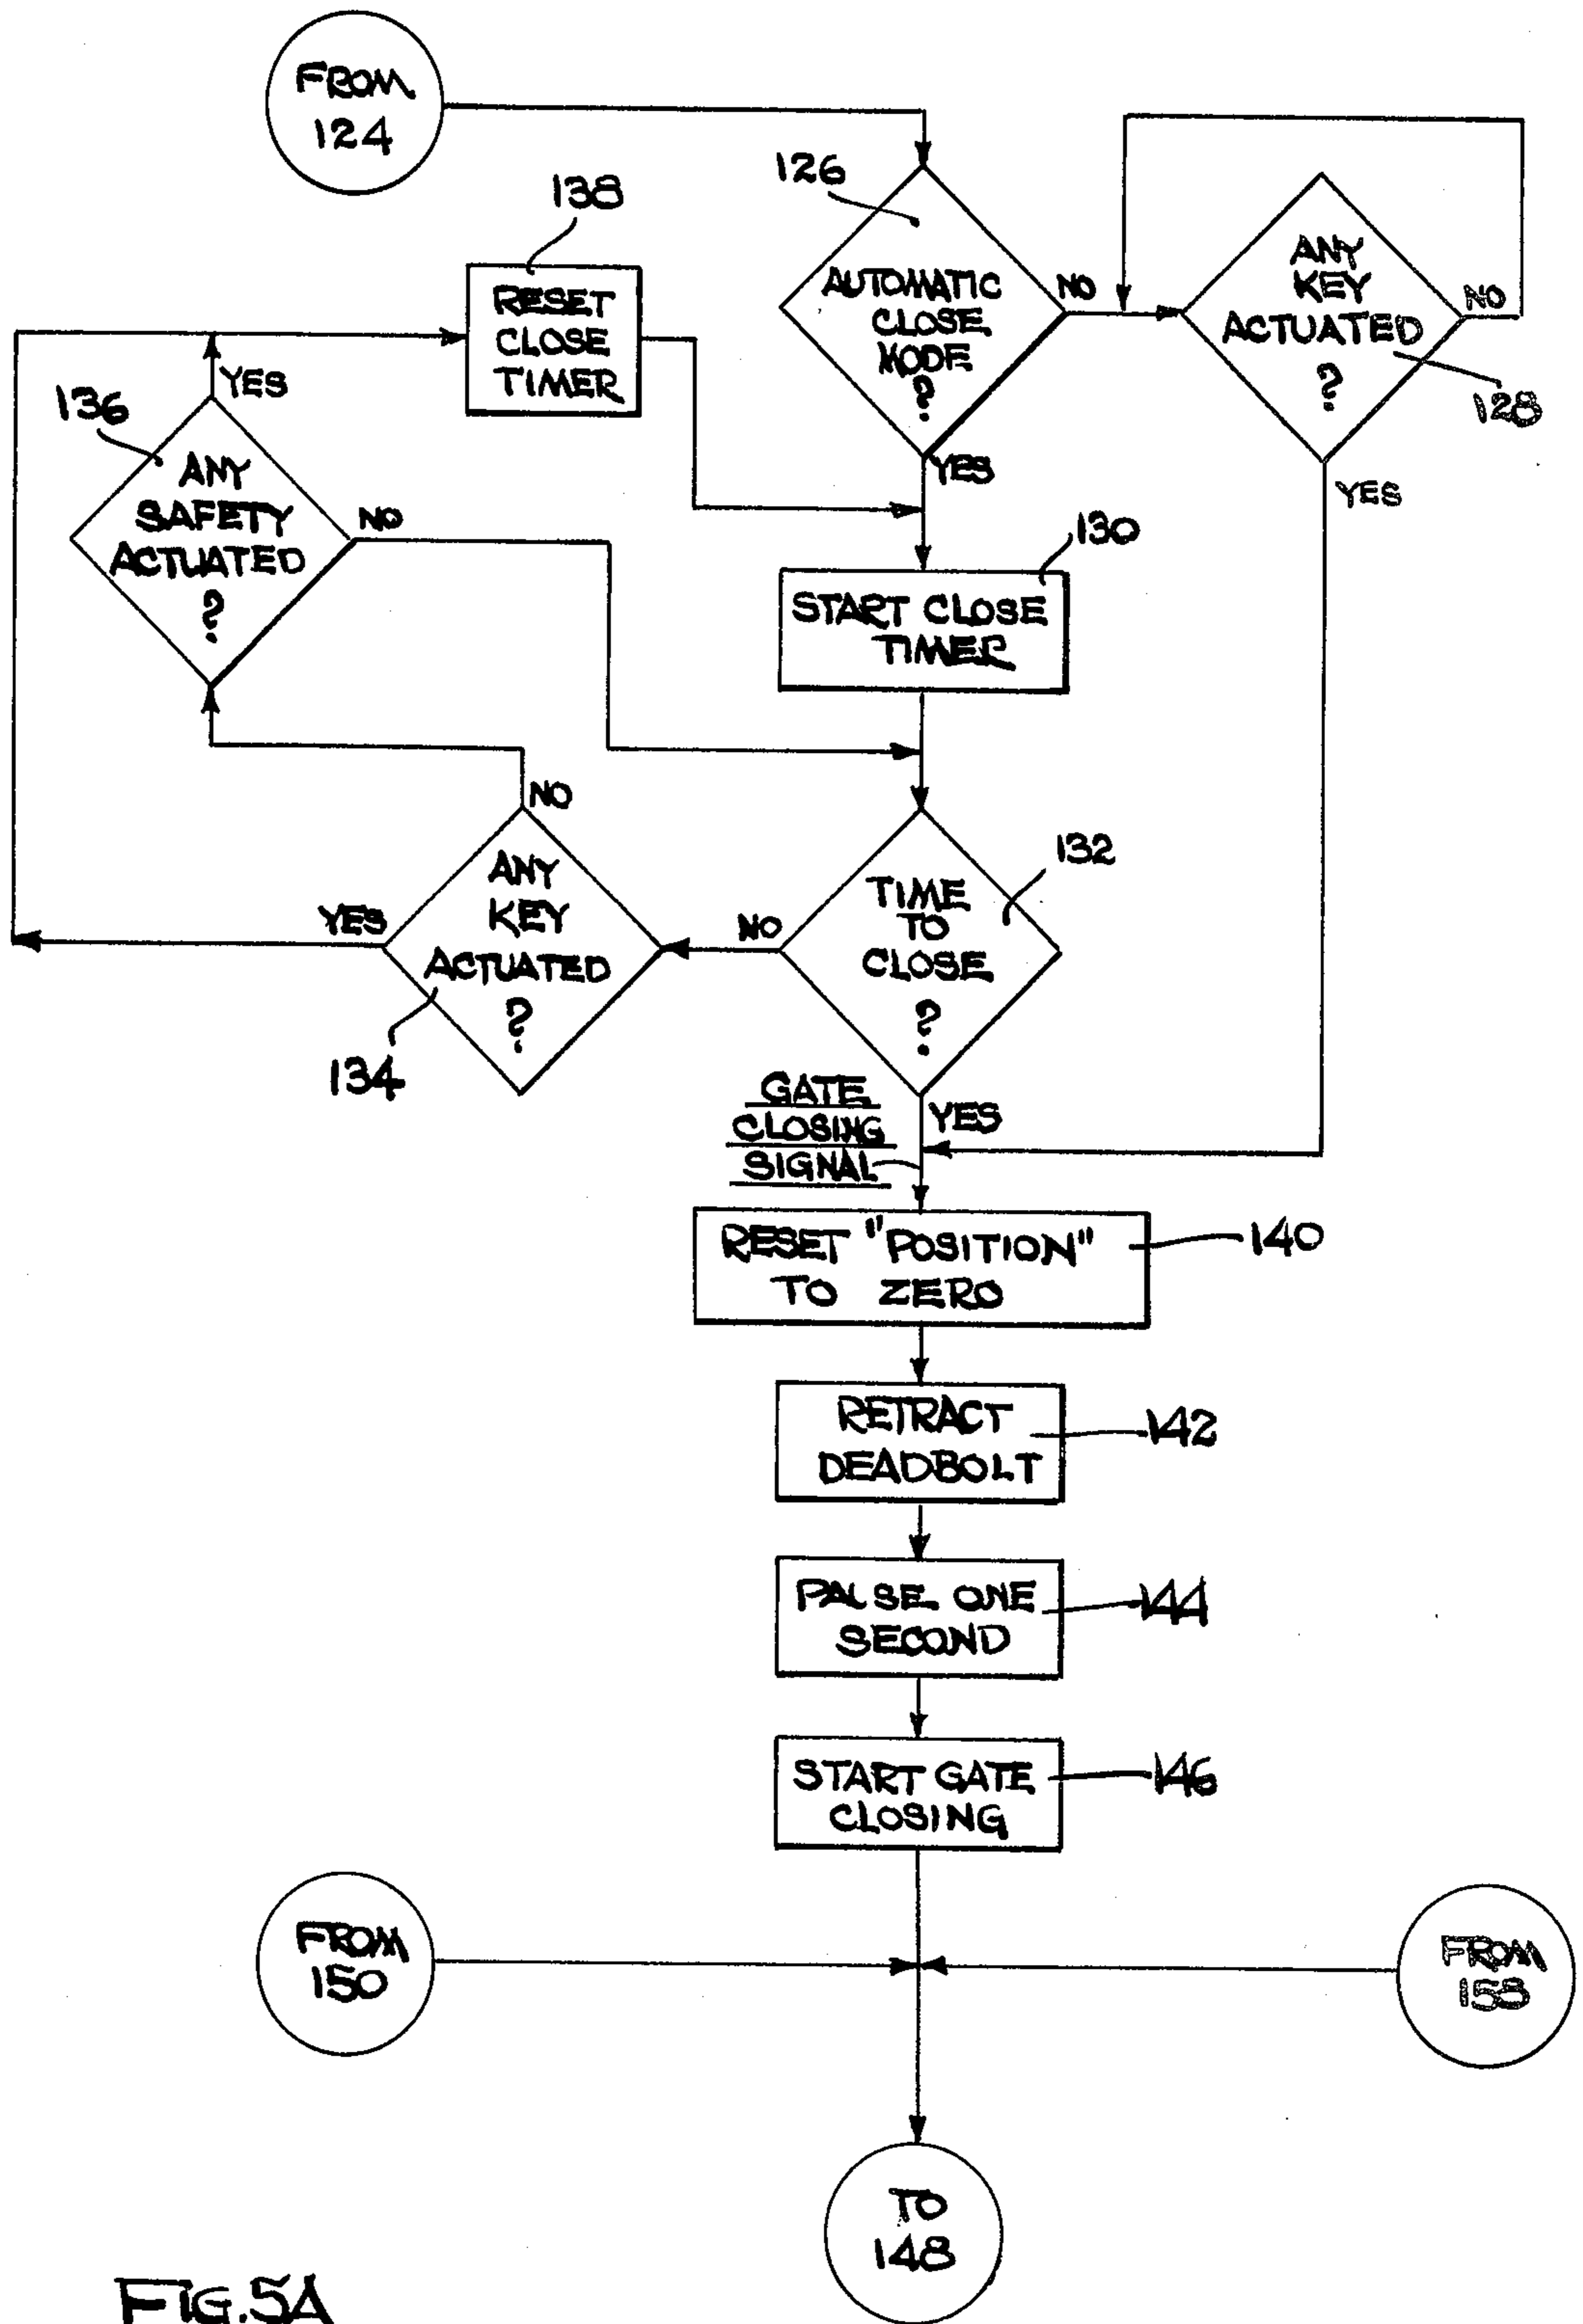 FROM
124
126
138
AUTOMATIC
CLOSE
MODE
?
NO
YES
ANY
KEY
ACTUATED
?
NO
128
YES
RESET
CLOSE
TIMER
YES
136
ANY
SAFETY
ACTUATED
?
NO
130
START CLOSE
TIMER
NO
ANY
KEY
ACTUATED
?
YES
134
NO
132
TIME
TO
CLOSE
?
GATE
CLOSING
SIGNAL
YES
RESET "POSITION"
TO ZERO
140
RETRACT
DEADBOLT
142
PAUSE ONE
SECOND
144
START GATE
CLOSING
146
FROM
150
FROM
158
TO
148
FIG. 5A